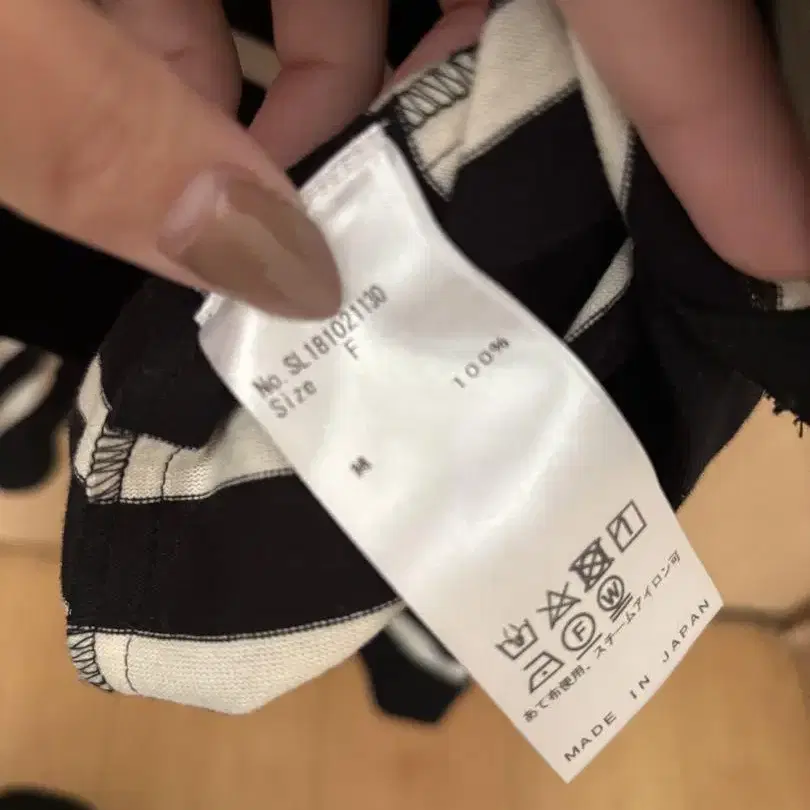 No. SL181021130
Size F
100%
M
F W
あて布使用、スチームアイロン可
MADE IN JAPAN